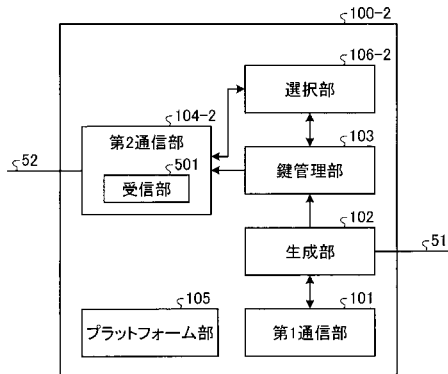 100-2
106-2
選択部
104-2
第2通信部
501
受信部
52
103
鍵管理部
102
生成部
51
105
プラットフォーム部
101
第1通信部